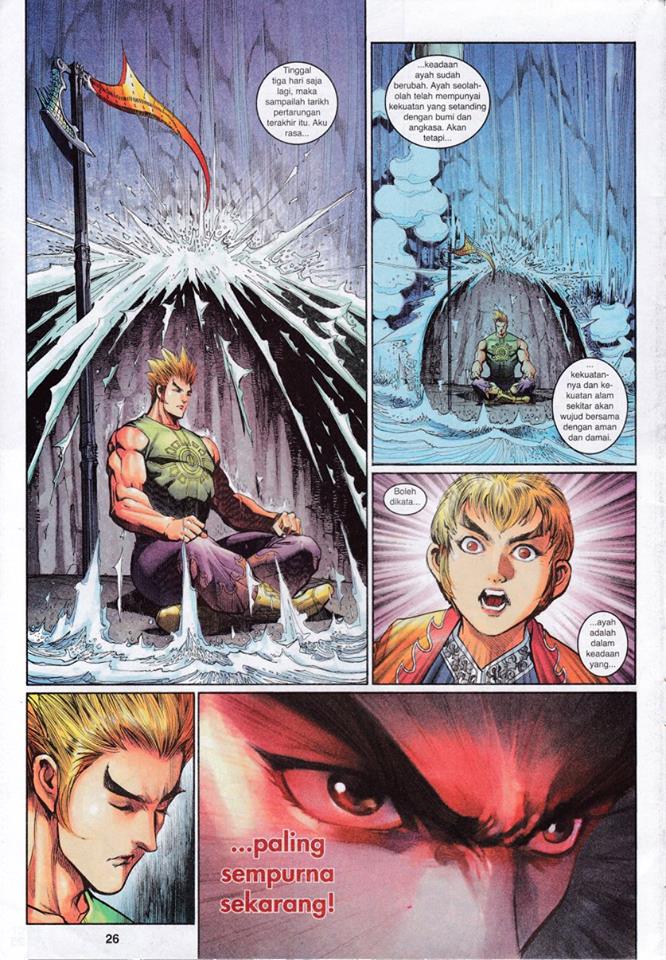 Tinggal
tiga hari saja
lagi, maka
sampailah tarikh
pertarungan
terakhir itu. Aku
rasa...
...keadaan
ayah sudah
berubah. Ayah seolah-
olah telah mempunyai
kekuatan yang setanding
dengan bumi dan
angkasa. Akan
tetapi...
...
kekuatan-
nya dan ke-
kuatan alam
sekitar akan
wujud bersama
dengan aman
dan damai.
Boleh
dikata...
...ayah
adalah
dalam
keadaan
yang...
...paling
sempurna
sekarang!
26